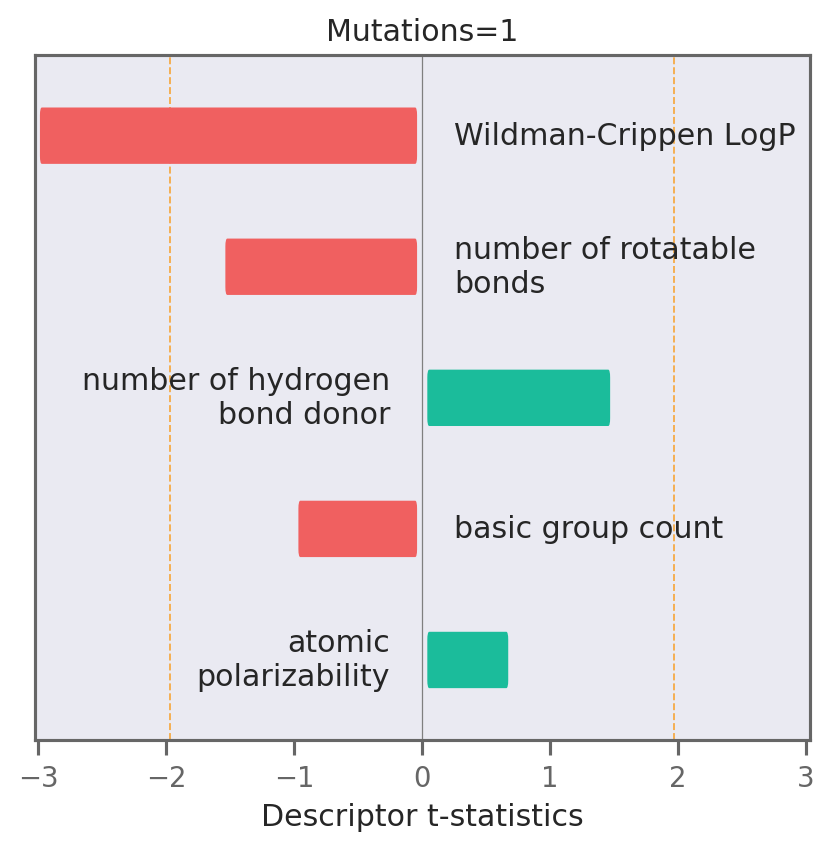 Mutations=1
Wildman-Crippen LogP
number of rotatable
bonds
number of hydrogen
bond donor
basic group count
atomic
polarizability
−3 −2 −1 0 1 2 3
Descriptor t-statistics